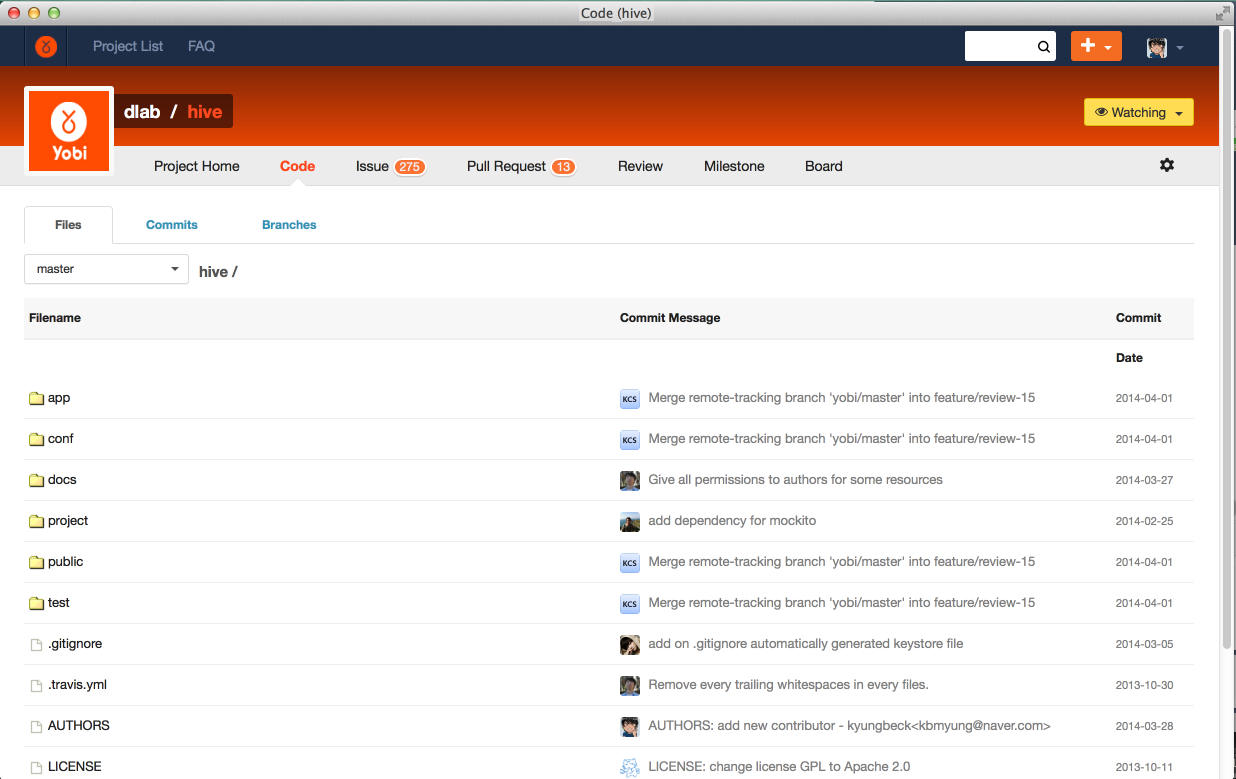 Code (hive)
Project List FAQ
dlab / hive
Watching
Yobi
Project Home Code Issue 275 Pull Request 13 Review Milestone Board
Files Commits Branches
master hive /
Filename Commit Message Commit
Date
app KCS Merge remote-tracking branch 'yobi/master' into feature/review-15 2014-04-01
conf KCS Merge remote-tracking branch 'yobi/master' into feature/review-15 2014-04-01
docs Give all permissions to authors for some resources 2014-03-27
project add dependency for mockito 2014-02-25
public KCS Merge remote-tracking branch 'yobi/master' into feature/review-15 2014-04-01
test KCS Merge remote-tracking branch 'yobi/master' into feature/review-15 2014-04-01
.gitignore add on .gitignore automatically generated keystore file 2014-03-05
.travis.yml Remove every trailing whitespaces in every files. 2013-10-30
AUTHORS AUTHORS: add new contributor - kyungbeck<kbmyung@naver.com> 2014-03-28
LICENSE LICENSE: change license GPL to Apache 2.0 2013-10-11